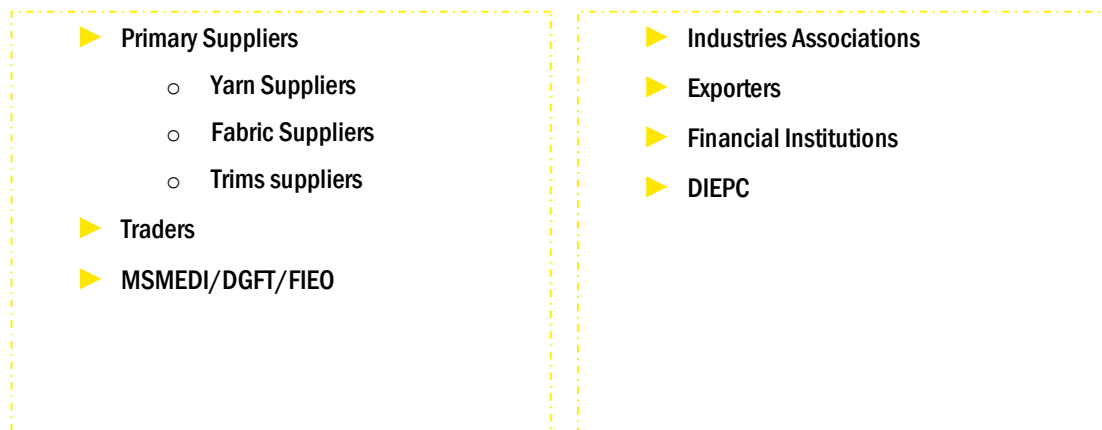 ► Primary Suppliers
o Yarn Suppliers
o Fabric Suppliers
o Trims suppliers
► Traders
► MSMEDI/DGFT/FIEO
► Industries Associations
► Exporters
► Financial Institutions
► DIEPC